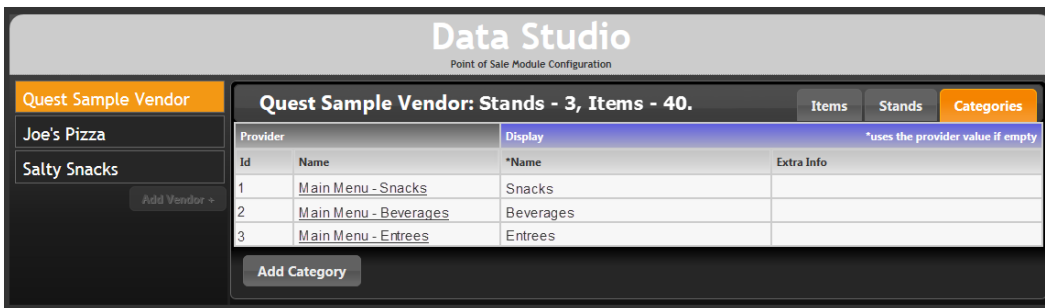 Data Studio
Point of Sale Module Configuration
Quest Sample Vendor
Joe's Pizza
Salty Snacks
Add Vendor +
Quest Sample Vendor: Stands - 3, Items - 40.
Items
Stands
Categories
Provider
Display
*uses the provider value if empty
Id
Name
*Name
Extra Info
1
Main Menu - Snacks
Snacks
2
Main Menu - Beverages
Beverages
3
Main Menu - Entrees
Entrees
Add Category